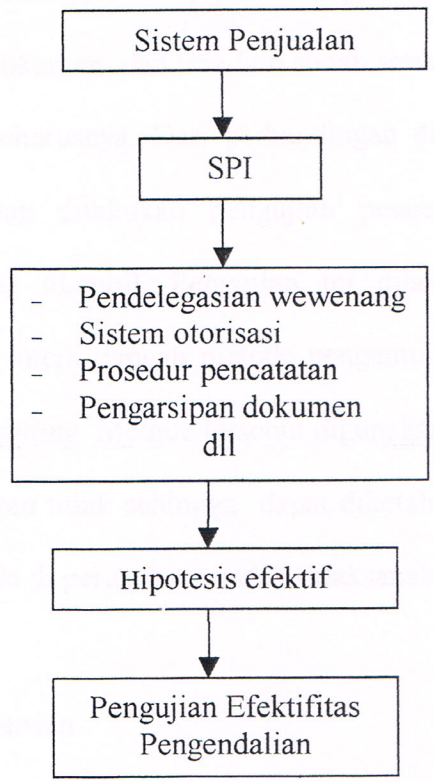 Sistem Penjualan
SPI
- Pendelegasian wewenang
- Sistem otorisasi
- Prosedur pencatatan
- Pengarsipan dokumen
dll
Hipotesis efektif
Pengujian Efektifitas
Pengendalian